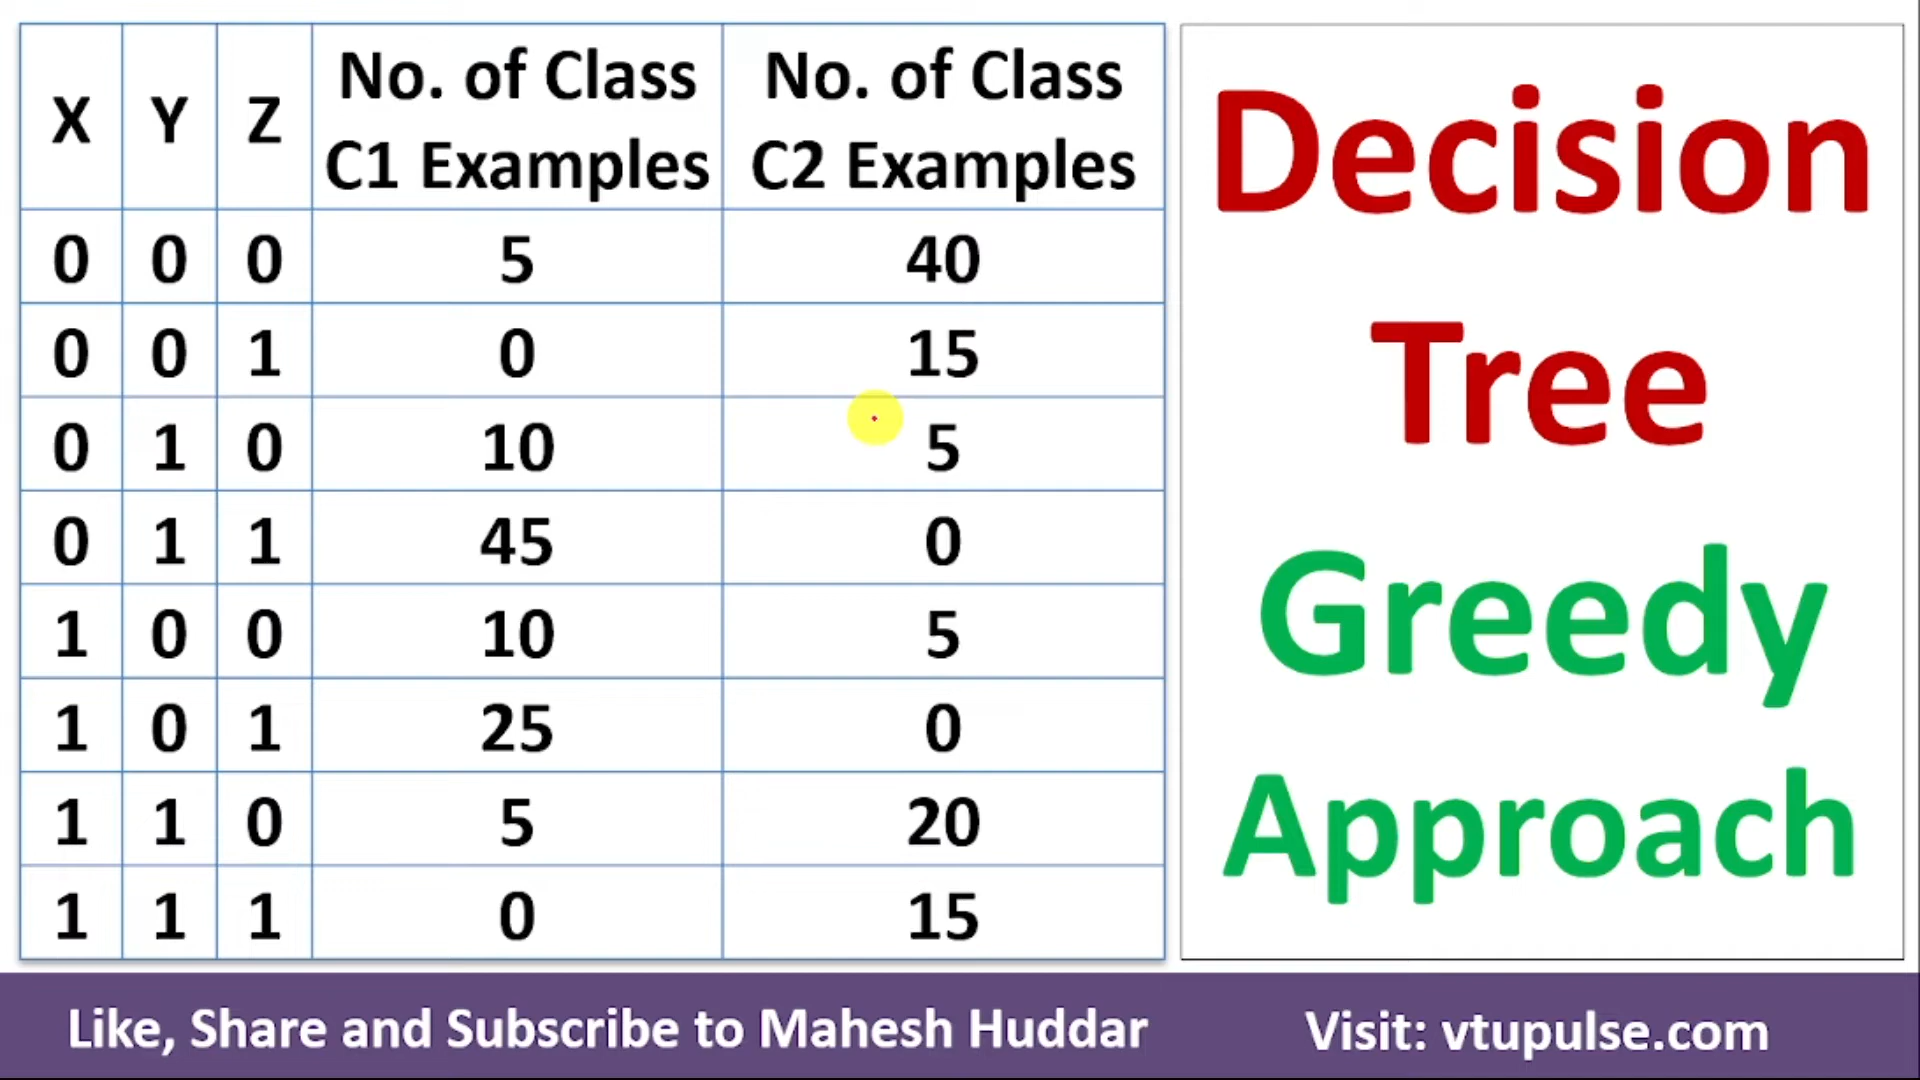 X Y Z No. of Class C1 Examples No. of Class C2 Examples
0 0 0 5 40
0 0 1 0 15
0 1 0 10 5
0 1 1 45 0
1 0 0 10 5
1 0 1 25 0
1 1 0 5 20
1 1 1 0 15
Decision
Tree
Greedy
Approach
Like, Share and Subscribe to Mahesh Huddar
Visit: vtupulse.com